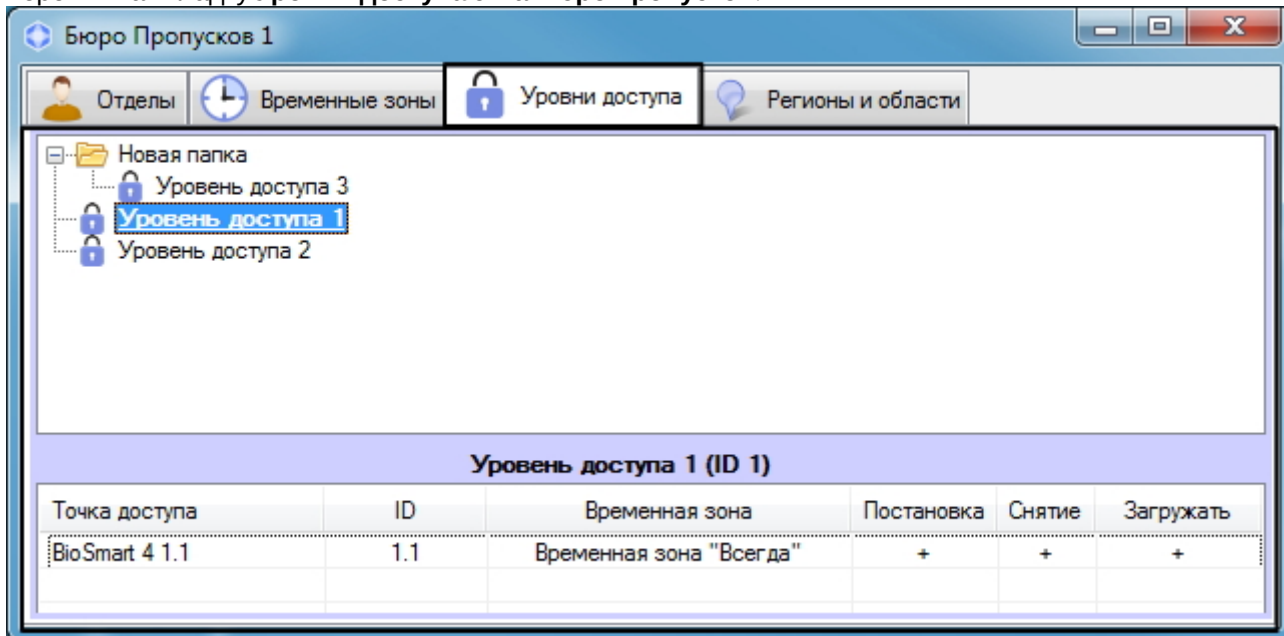 Бюро Пропусков 1
Отделы Временные зоны Уровни доступа Регионы и области
Новая папка
Уровень доступа 3
Уровень доступа 1
Уровень доступа 2
Уровень доступа 1 (ID 1)
Точка доступа ID Временная зона Постановка Снятие Загружать
BioSmart 4 1.1 1.1 Временная зона "Всегда" + + +